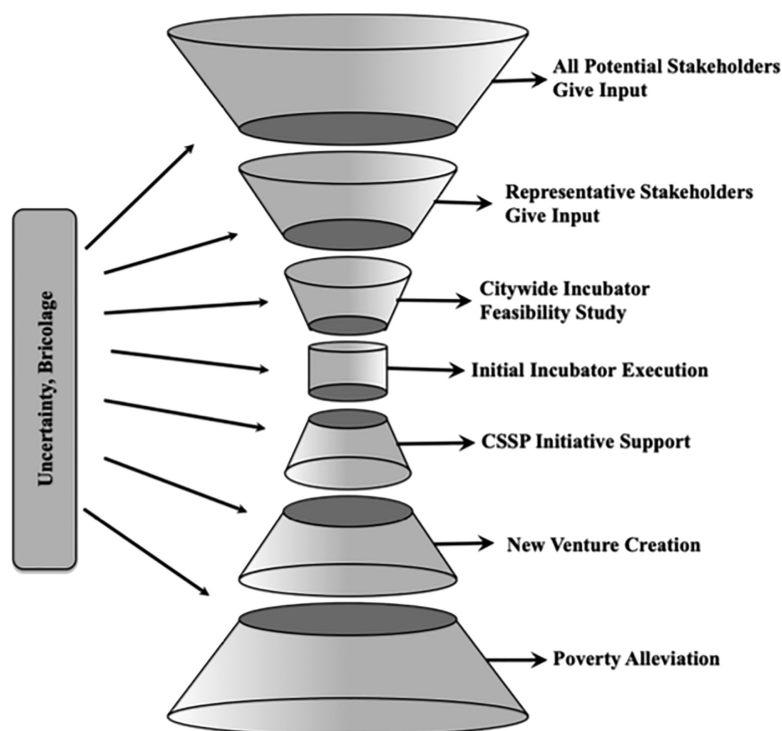 All Potential Stakeholders
Give Input
Representative Stakeholders
Give Input
Citywide Incubator
Feasibility Study
Initial Incubator Execution
CSSP Initiative Support
New Venture Creation
Poverty Alleviation
Uncertainty, Bricolage